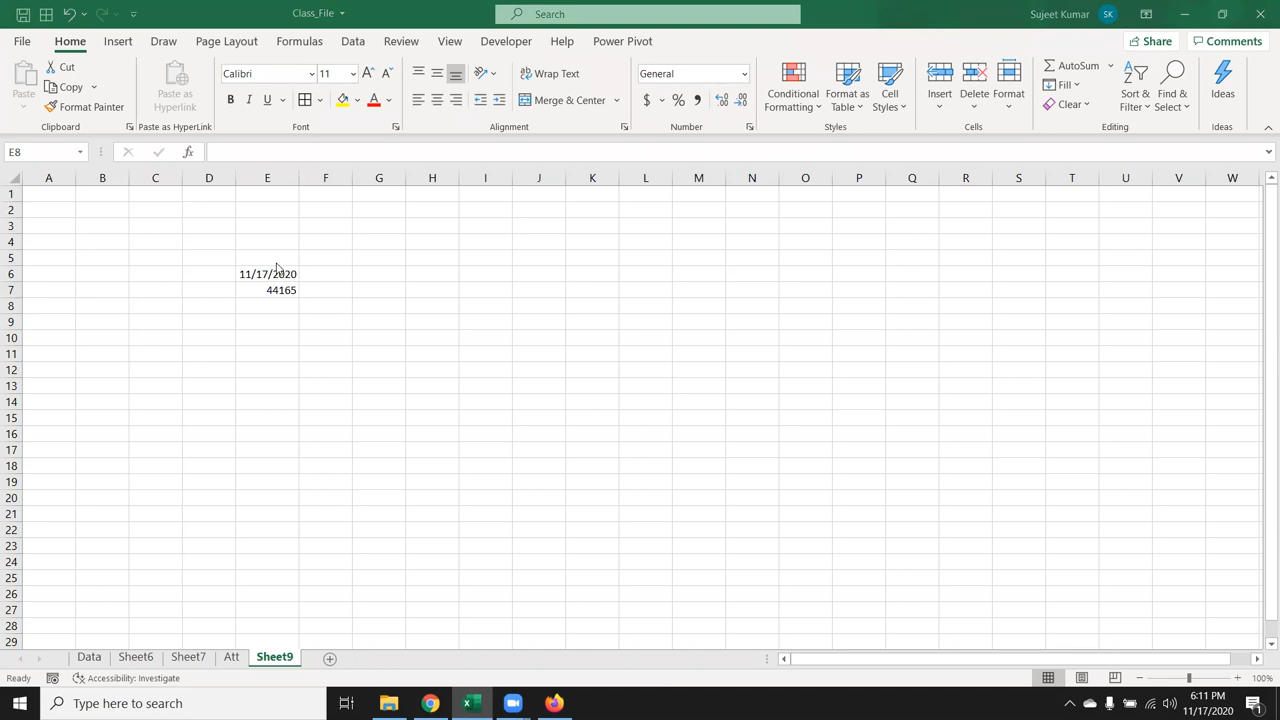 Class_File
Search
Sujeet Kumar SK
File Home Insert Draw Page Layout Formulas Data Review View Developer Help Power Pivot Share Comments
Paste Cut Copy Format Painter Clipboard
Paste as Hyperlink Paste as HyperLink
Calibri 11 A A B I U A Font
ab Wrap Text Merge & Center Alignment
General $ % , Number
Conditional Formatting Format as Table Cell Styles Styles
Insert Delete Format Cells
AutoSum Fill Clear Sort & Filter Find & Select Editing
Ideas Ideas
E8 fx
A B C D E F G H I J K L M N O P Q R S T U V W
1
2
3
4
5
6 11/17/2020
7 44165
8
9
10
11
12
13
14
15
16
17
18
19
20
21
22
23
24
25
26
27
28
29
Data Sheet6 Sheet7 Att Sheet9
Ready Accessibility: Investigate 100%
Type here to search
6:11 PM
11/17/2020